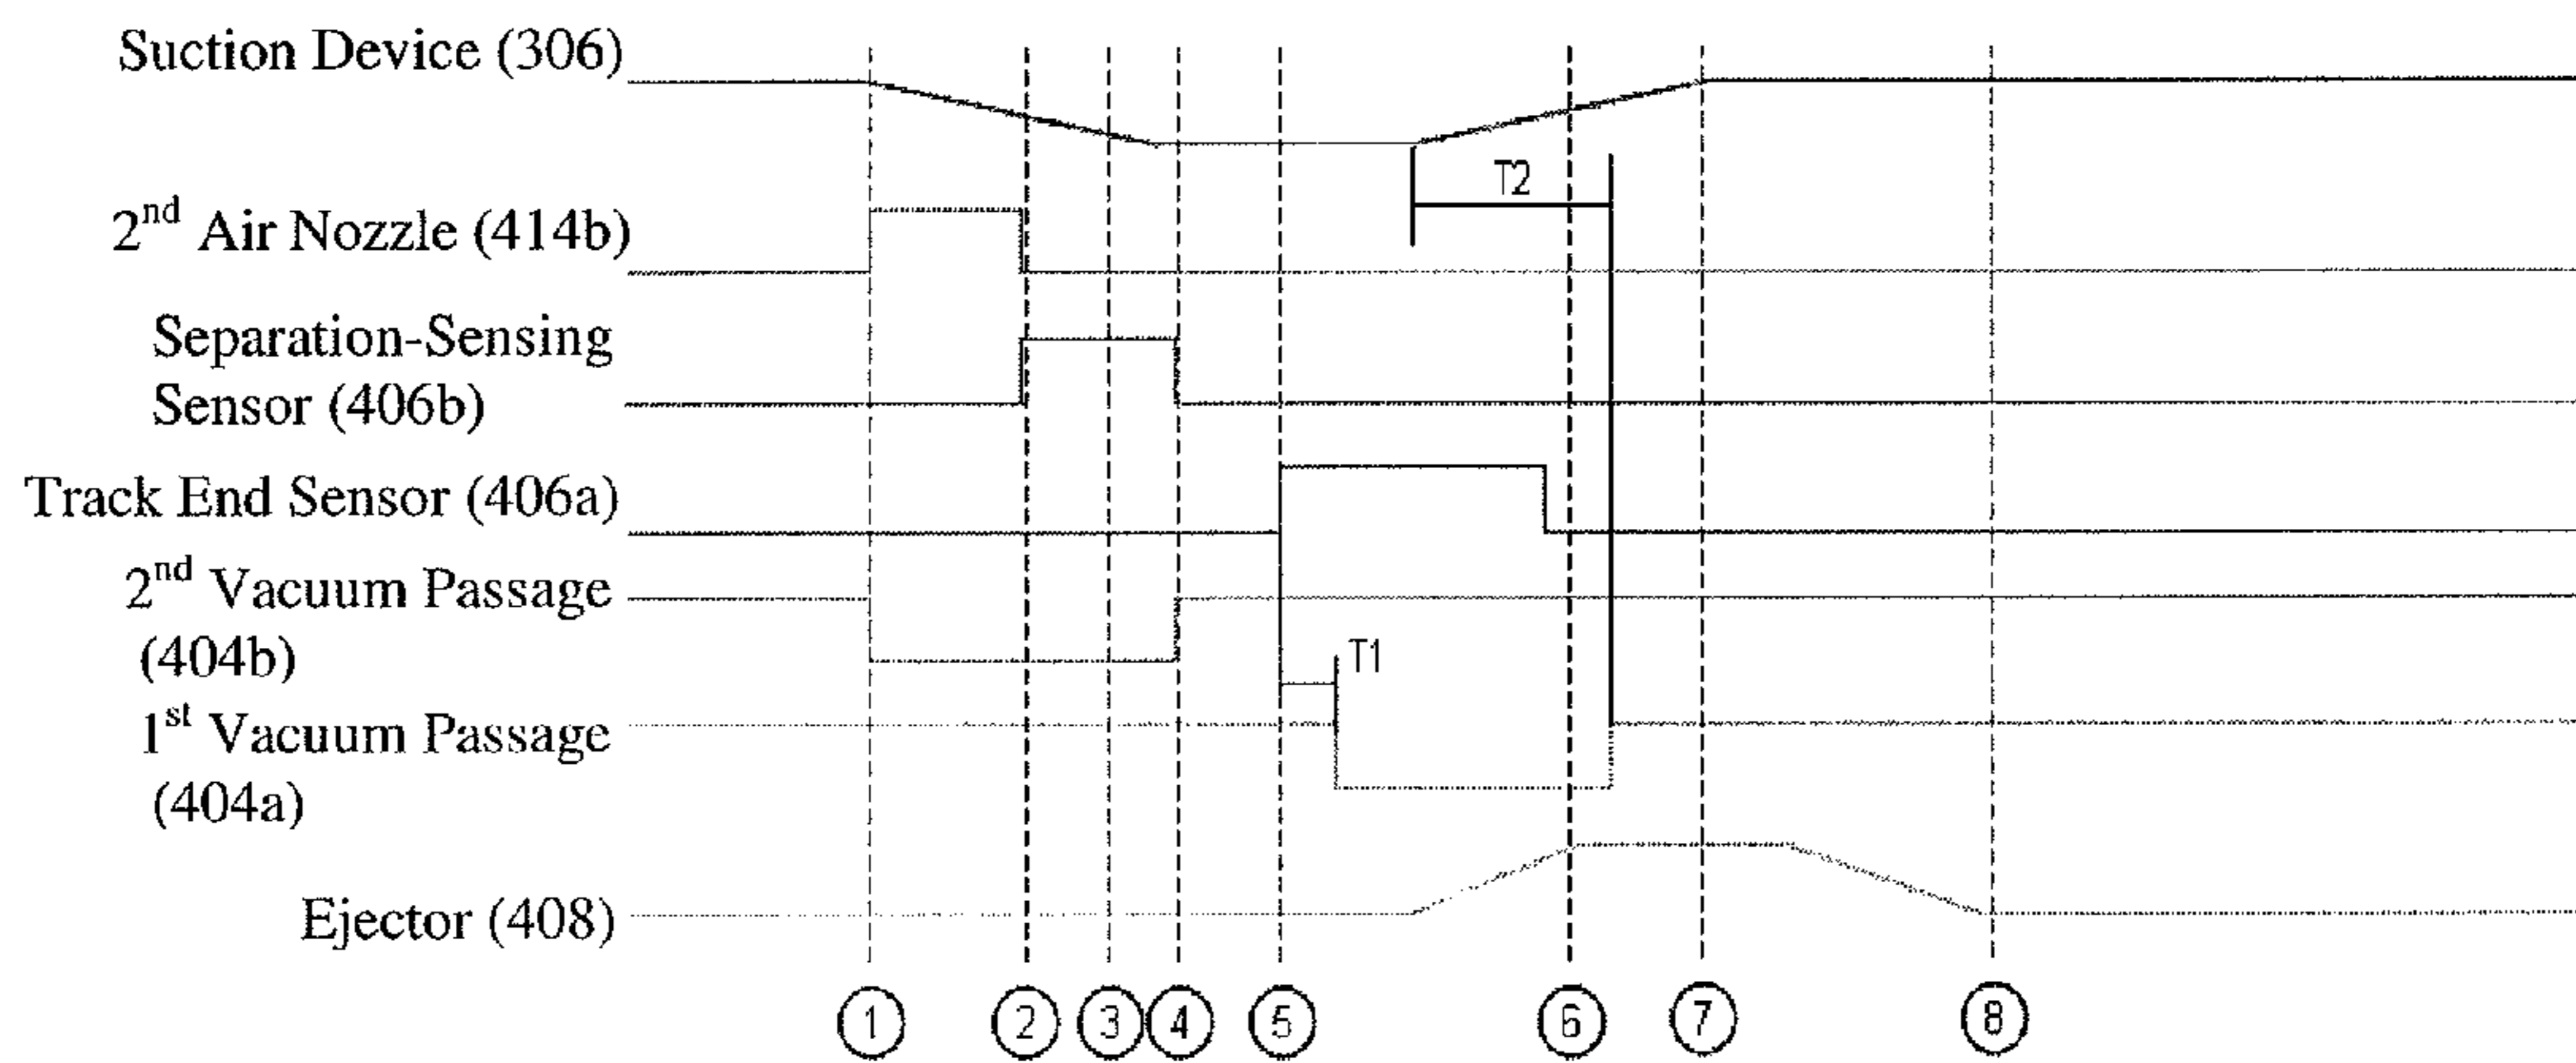 Suction Device (306)
T2
2nd Air Nozzle (414b)
Separation-Sensing
Sensor (406b)
Track End Sensor (406a)
2nd Vacuum Passage
(404b)
T1
1st Vacuum Passage
(404a)
Ejector (408)
1 2 3 4 5 6 7 8